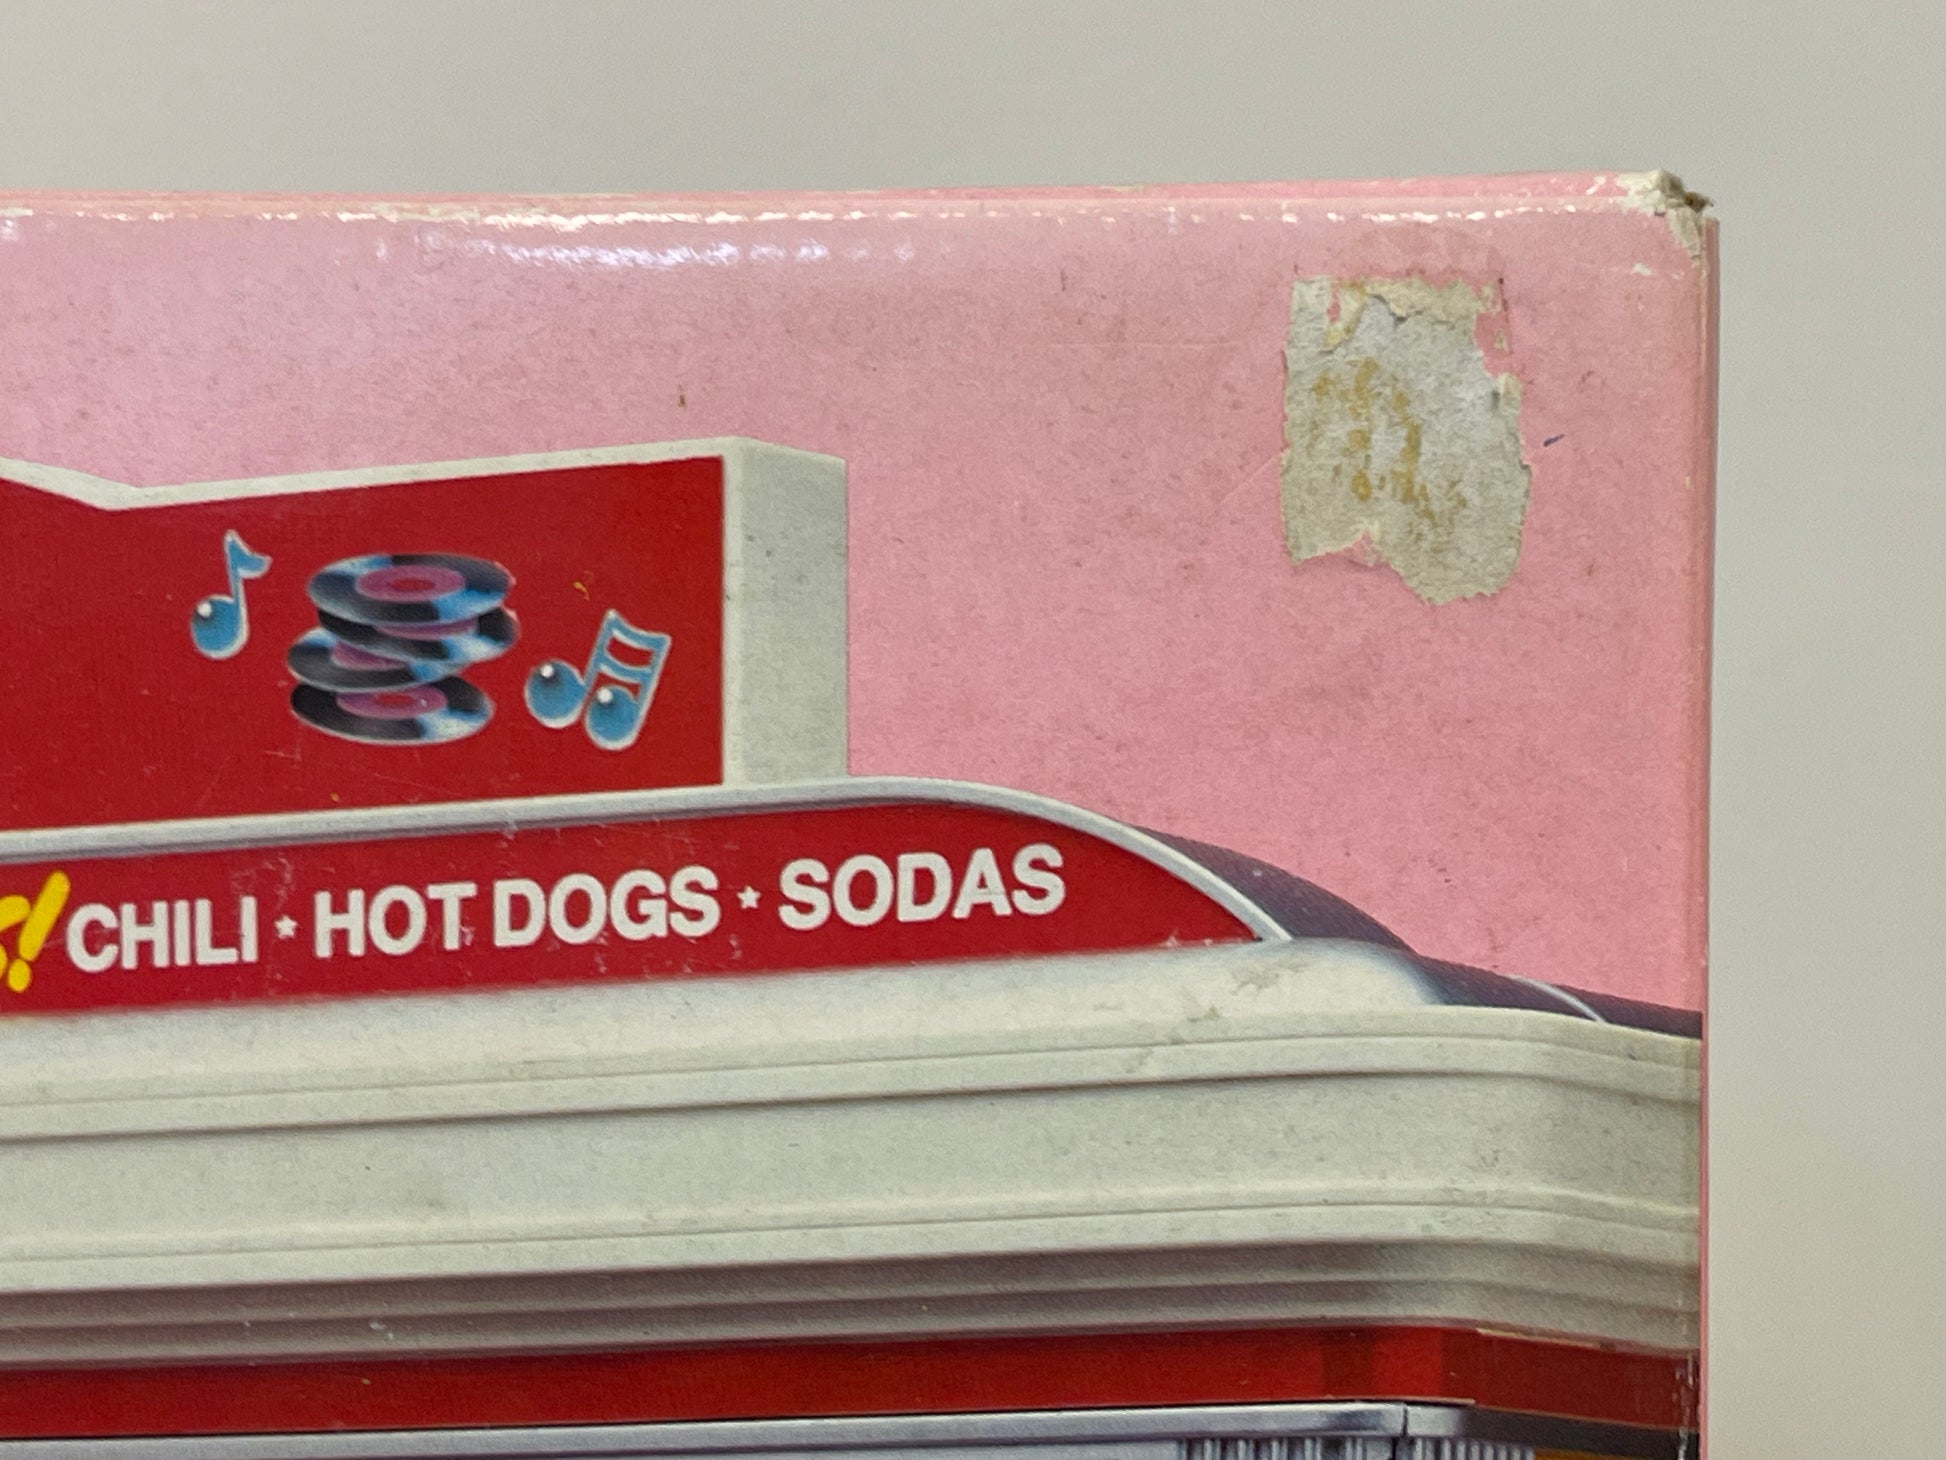 ! CHILI * HOT DOGS * SODAS